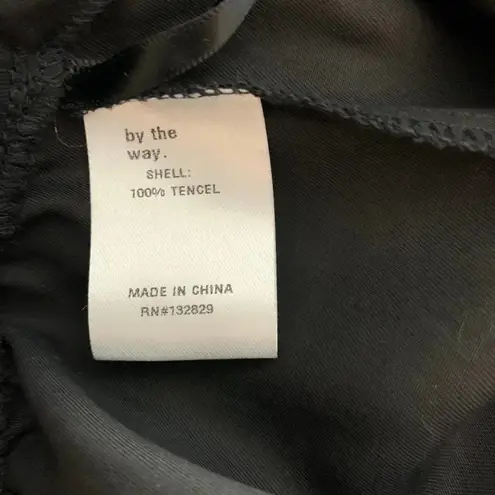 by the
way.
SHELL:
100% TENCEL
MADE IN CHINA
RN#132829